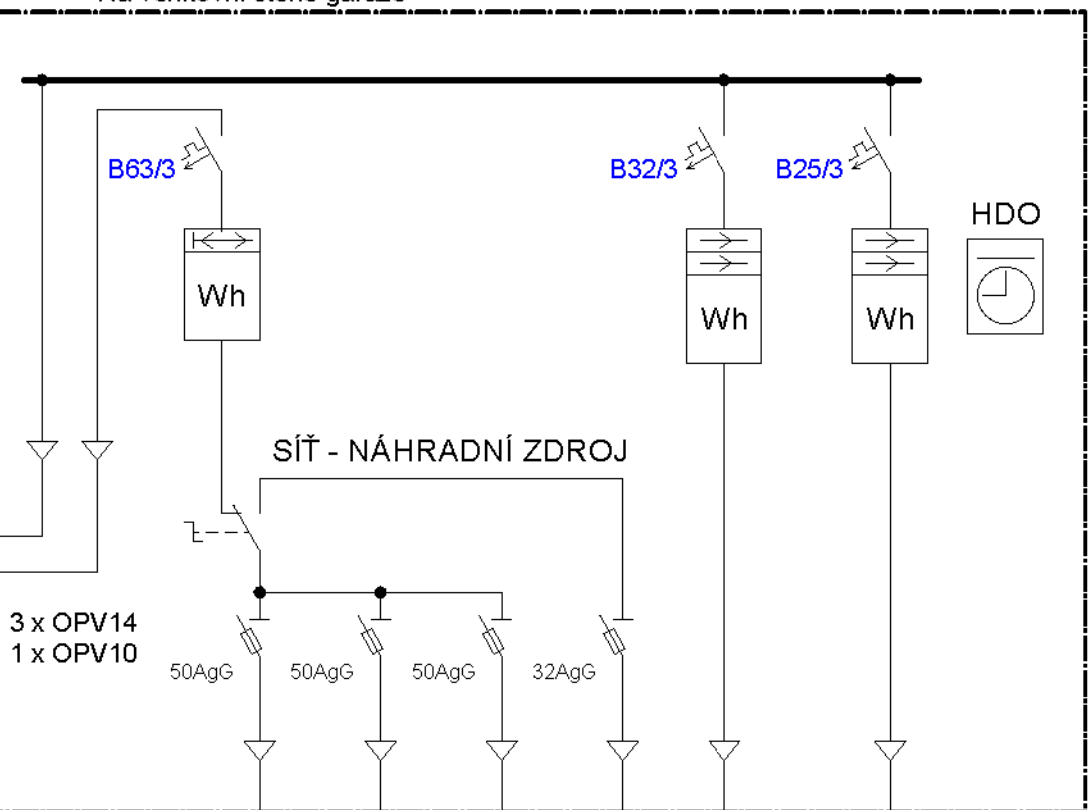 B63/3
B32/3
B25/3
HDO
Wh
Wh
Wh
SÍŤ - NÁHRADNÍ ZDROJ
3 x OPV14
1 x OPV10
50AgG
50AgG
50AgG
32AgG